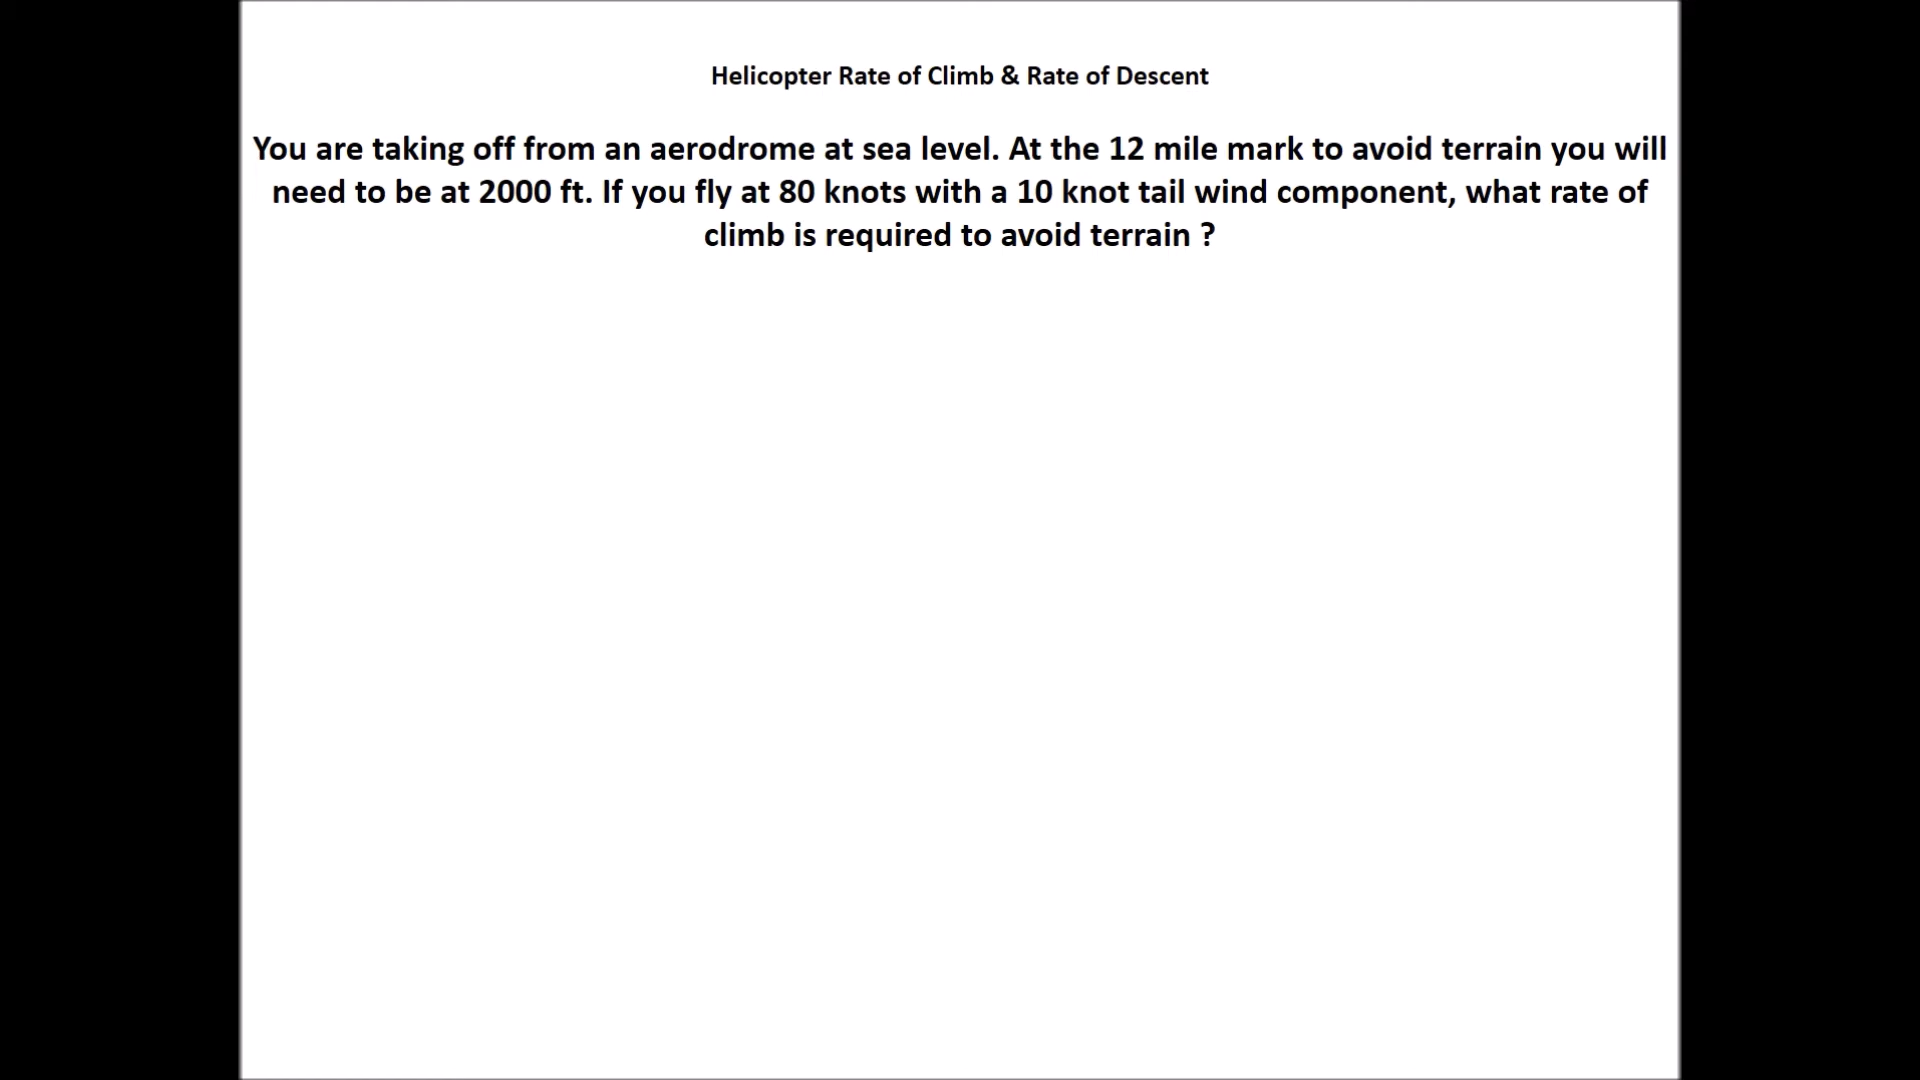 Helicopter Rate of Climb & Rate of Descent
You are taking off from an aerodrome at sea level. At the 12 mile mark to avoid terrain you will
need to be at 2000 ft. If you fly at 80 knots with a 10 knot tail wind component, what rate of
climb is required to avoid terrain ?